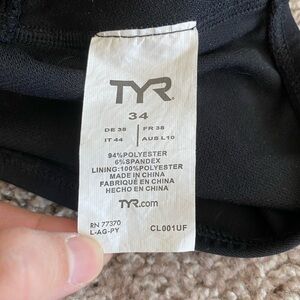 TYR
34
DE 38 | FR 38
IT 44 | AUS L10
94%POLYESTER
6%SPANDEX
LINING:100%POLYESTER
MADE IN CHINA
FABRIQUÉ EN CHINA
HECHO EN CHINA
TYR.com
RN 77370
L-AG-PY CL001UF